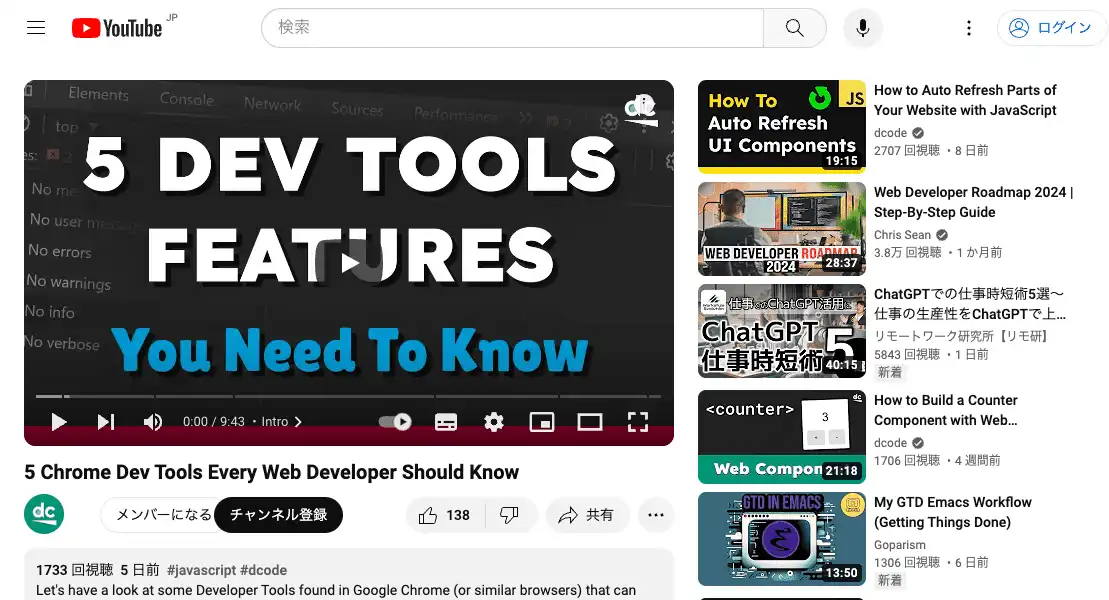 YouTube JP
検索
ログイン
Elements Console Network Sources Performance
top
2
5 DEV TOOLS
FEATURES
You Need To Know
No user
No errors
No warnings
No info
No verbose
0:00 / 9:43 • Intro
5 Chrome Dev Tools Every Web Developer Should Know
dc
メンバーになる
チャンネル登録
138
共有
1733 回視聴 5 日前 #javascript #dcode
Let's have a look at some Developer Tools found in Google Chrome (or similar browsers) that can
How To
Auto Refresh
UI Components
JS
19:15
How to Auto Refresh Parts of
Your Website with JavaScript
dcode
2707 回視聴 ・8 日前
WEB DEVELOPER ROADMAP
2024
28:37
Web Developer Roadmap 2024 |
Step-By-Step Guide
Chris Sean
3.8万 回視聴 ・1 か月前
仕事でのChatGPT活用
ChatGPT
仕事時短術5
40:15
ChatGPTでの仕事時短術5選〜
仕事の生産性をChatGPTで上...
リモートワーク研究所【リモ研】
5843 回視聴 ・1 日前
新着
<counter>
3
+ -
dc
Web Compon
21:18
How to Build a Counter
Component with Web...
dcode
1706 回視聴 ・4 週間前
GTD IN EMACS
13:50
My GTD Emacs Workflow
(Getting Things Done)
Goparism
1306 回視聴 ・6 日前
新着